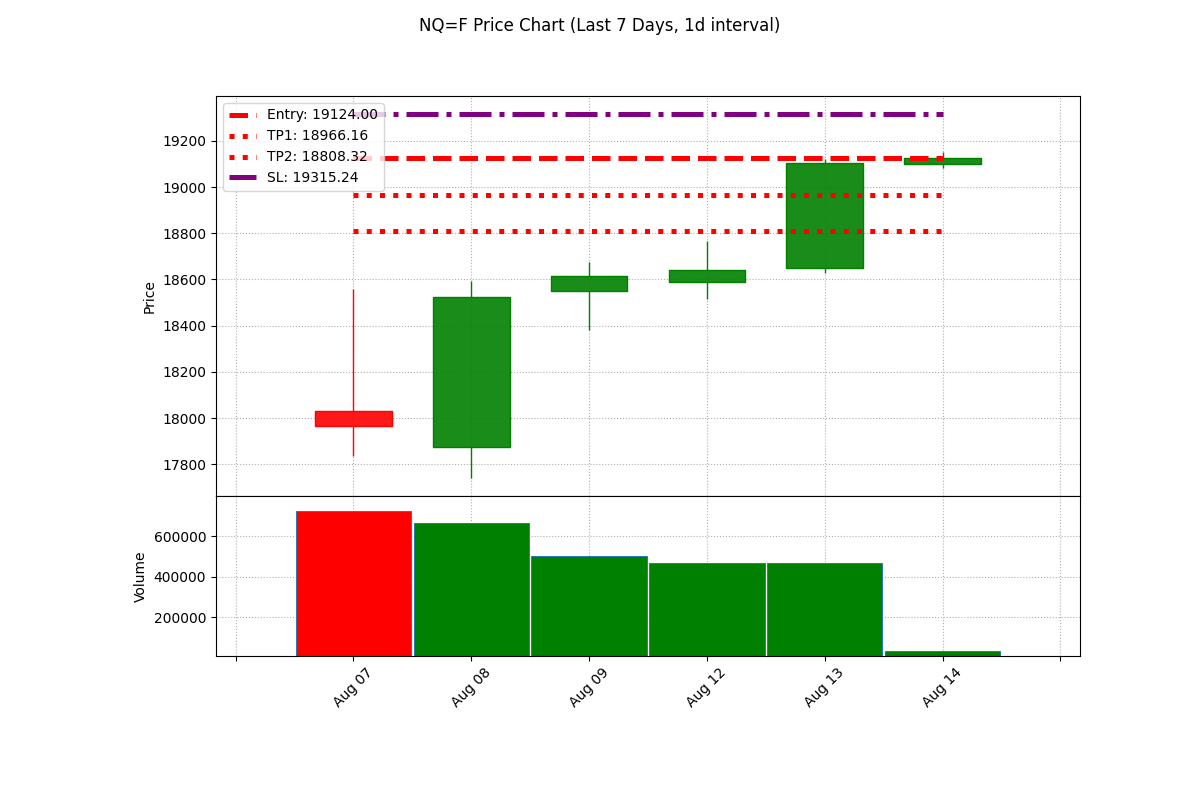 NQ=F Price Chart (Last 7 Days, 1d interval)
Entry: 19124.00
TP1: 18966.16
TP2: 18808.32
SL: 19315.24
Price
19200
19000
18800
18600
18400
18200
18000
17800
Volume
600000
400000
200000
Aug 07
Aug 08
Aug 09
Aug 12
Aug 13
Aug 14